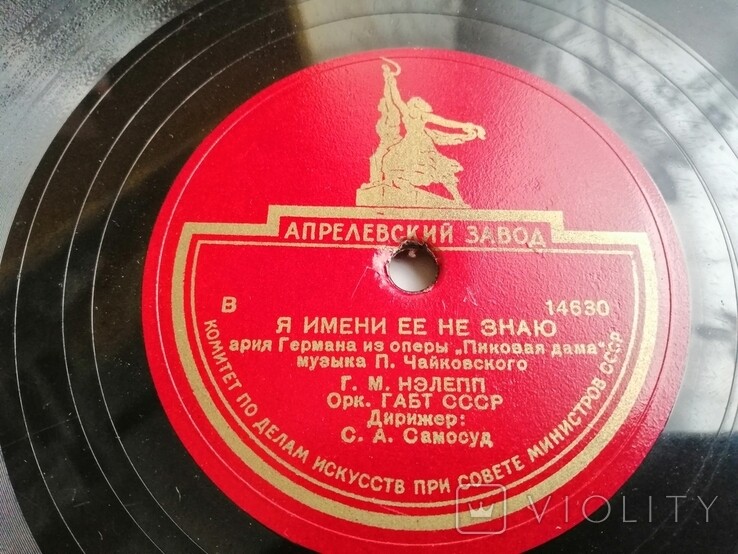 АПРЕЛЕВСКИЙ ЗАВОД
В 14630
Я ИМЕНИ ЕЕ НЕ ЗНАЮ
ария Германа из оперы „Пиковая дама"
музыка П. Чайковского
Г. М. НЭЛЕПП
Орк. ГАБТ СССР
Дирижер:
С. А. Самосуд
КОМИТЕТ ПО ДЕЛАМ ИСКУССТВ ПРИ СОВЕТЕ МИНИСТРОВ СССР
VIOLITY